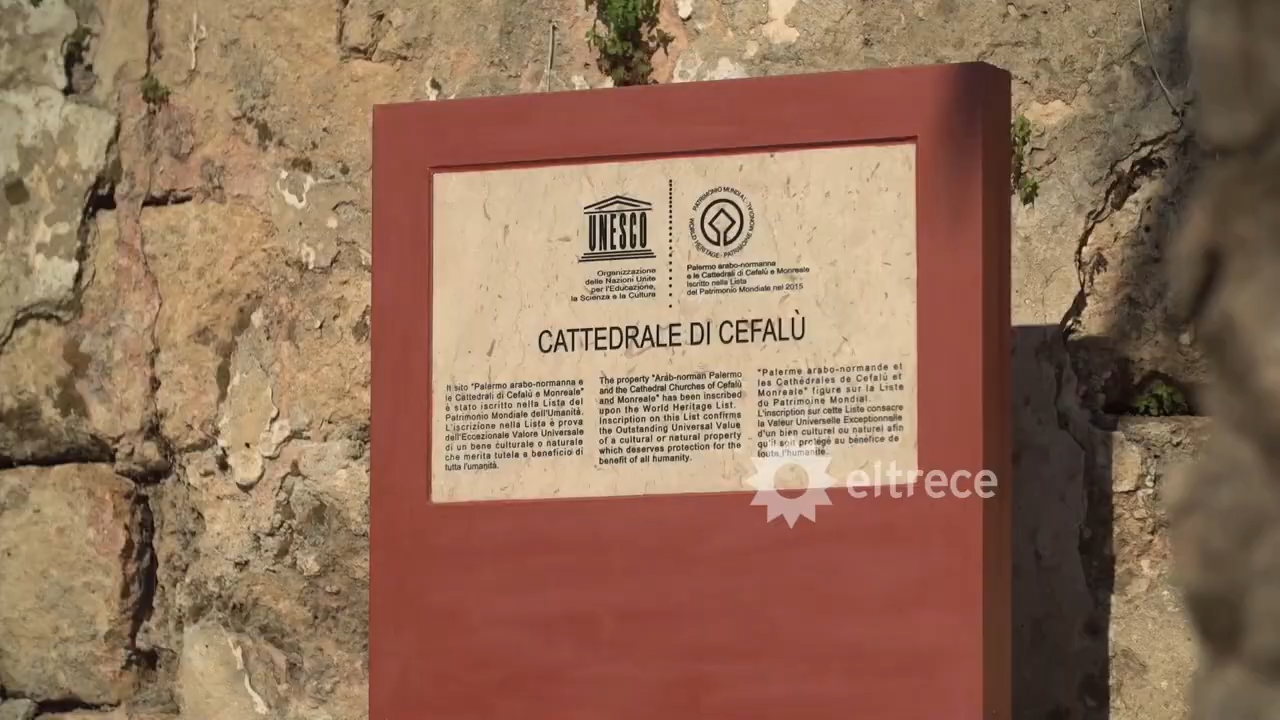 UNESCO
Organizzazione
delle Nazioni Unite
per l'Educazione,
la Scienza e la Cultura
PATRIMONIO MUNDIAL
WORLD HERITAGE
PATRIMOINE MONDIAL
Palermo arabo-normanna
e le Cattedrali di Cefalù e Monreale
Iscritto nella Lista
del Patrimonio Mondiale nel 2015
CATTEDRALE DI CEFALÙ
Il sito "Palermo arabo-normanna e
le Cattedrali di Cefalù e Monreale"
è stato iscritto nella Lista del
Patrimonio Mondiale dell'Umanità.
L'iscrizione nella Lista è prova
dell'Eccezionale Valore Universale
di un bene culturale o naturale
che merita tutela a beneficio di
tutta l'umanità.
The property "Arab-norman Palermo
and the Cathedral Churches of Cefalù
and Monreale" has been inscribed
upon the World Heritage List.
Inscription on this List confirms
the Outstanding Universal Value
of a cultural or natural property
which deserves protection for the
benefit of all humanity.
"Palerme arabo-normande et
les Cathédrales de Cefalù et
Monreale" figure sur la Liste
du Patrimoine Mondial.
L'inscription sur cette Liste consacre
la Valeur Universelle Exceptionnelle
d'un bien culturel ou naturel afin
qu'il soit protégé au bénéfice de
toute l'humanité.
eltrece